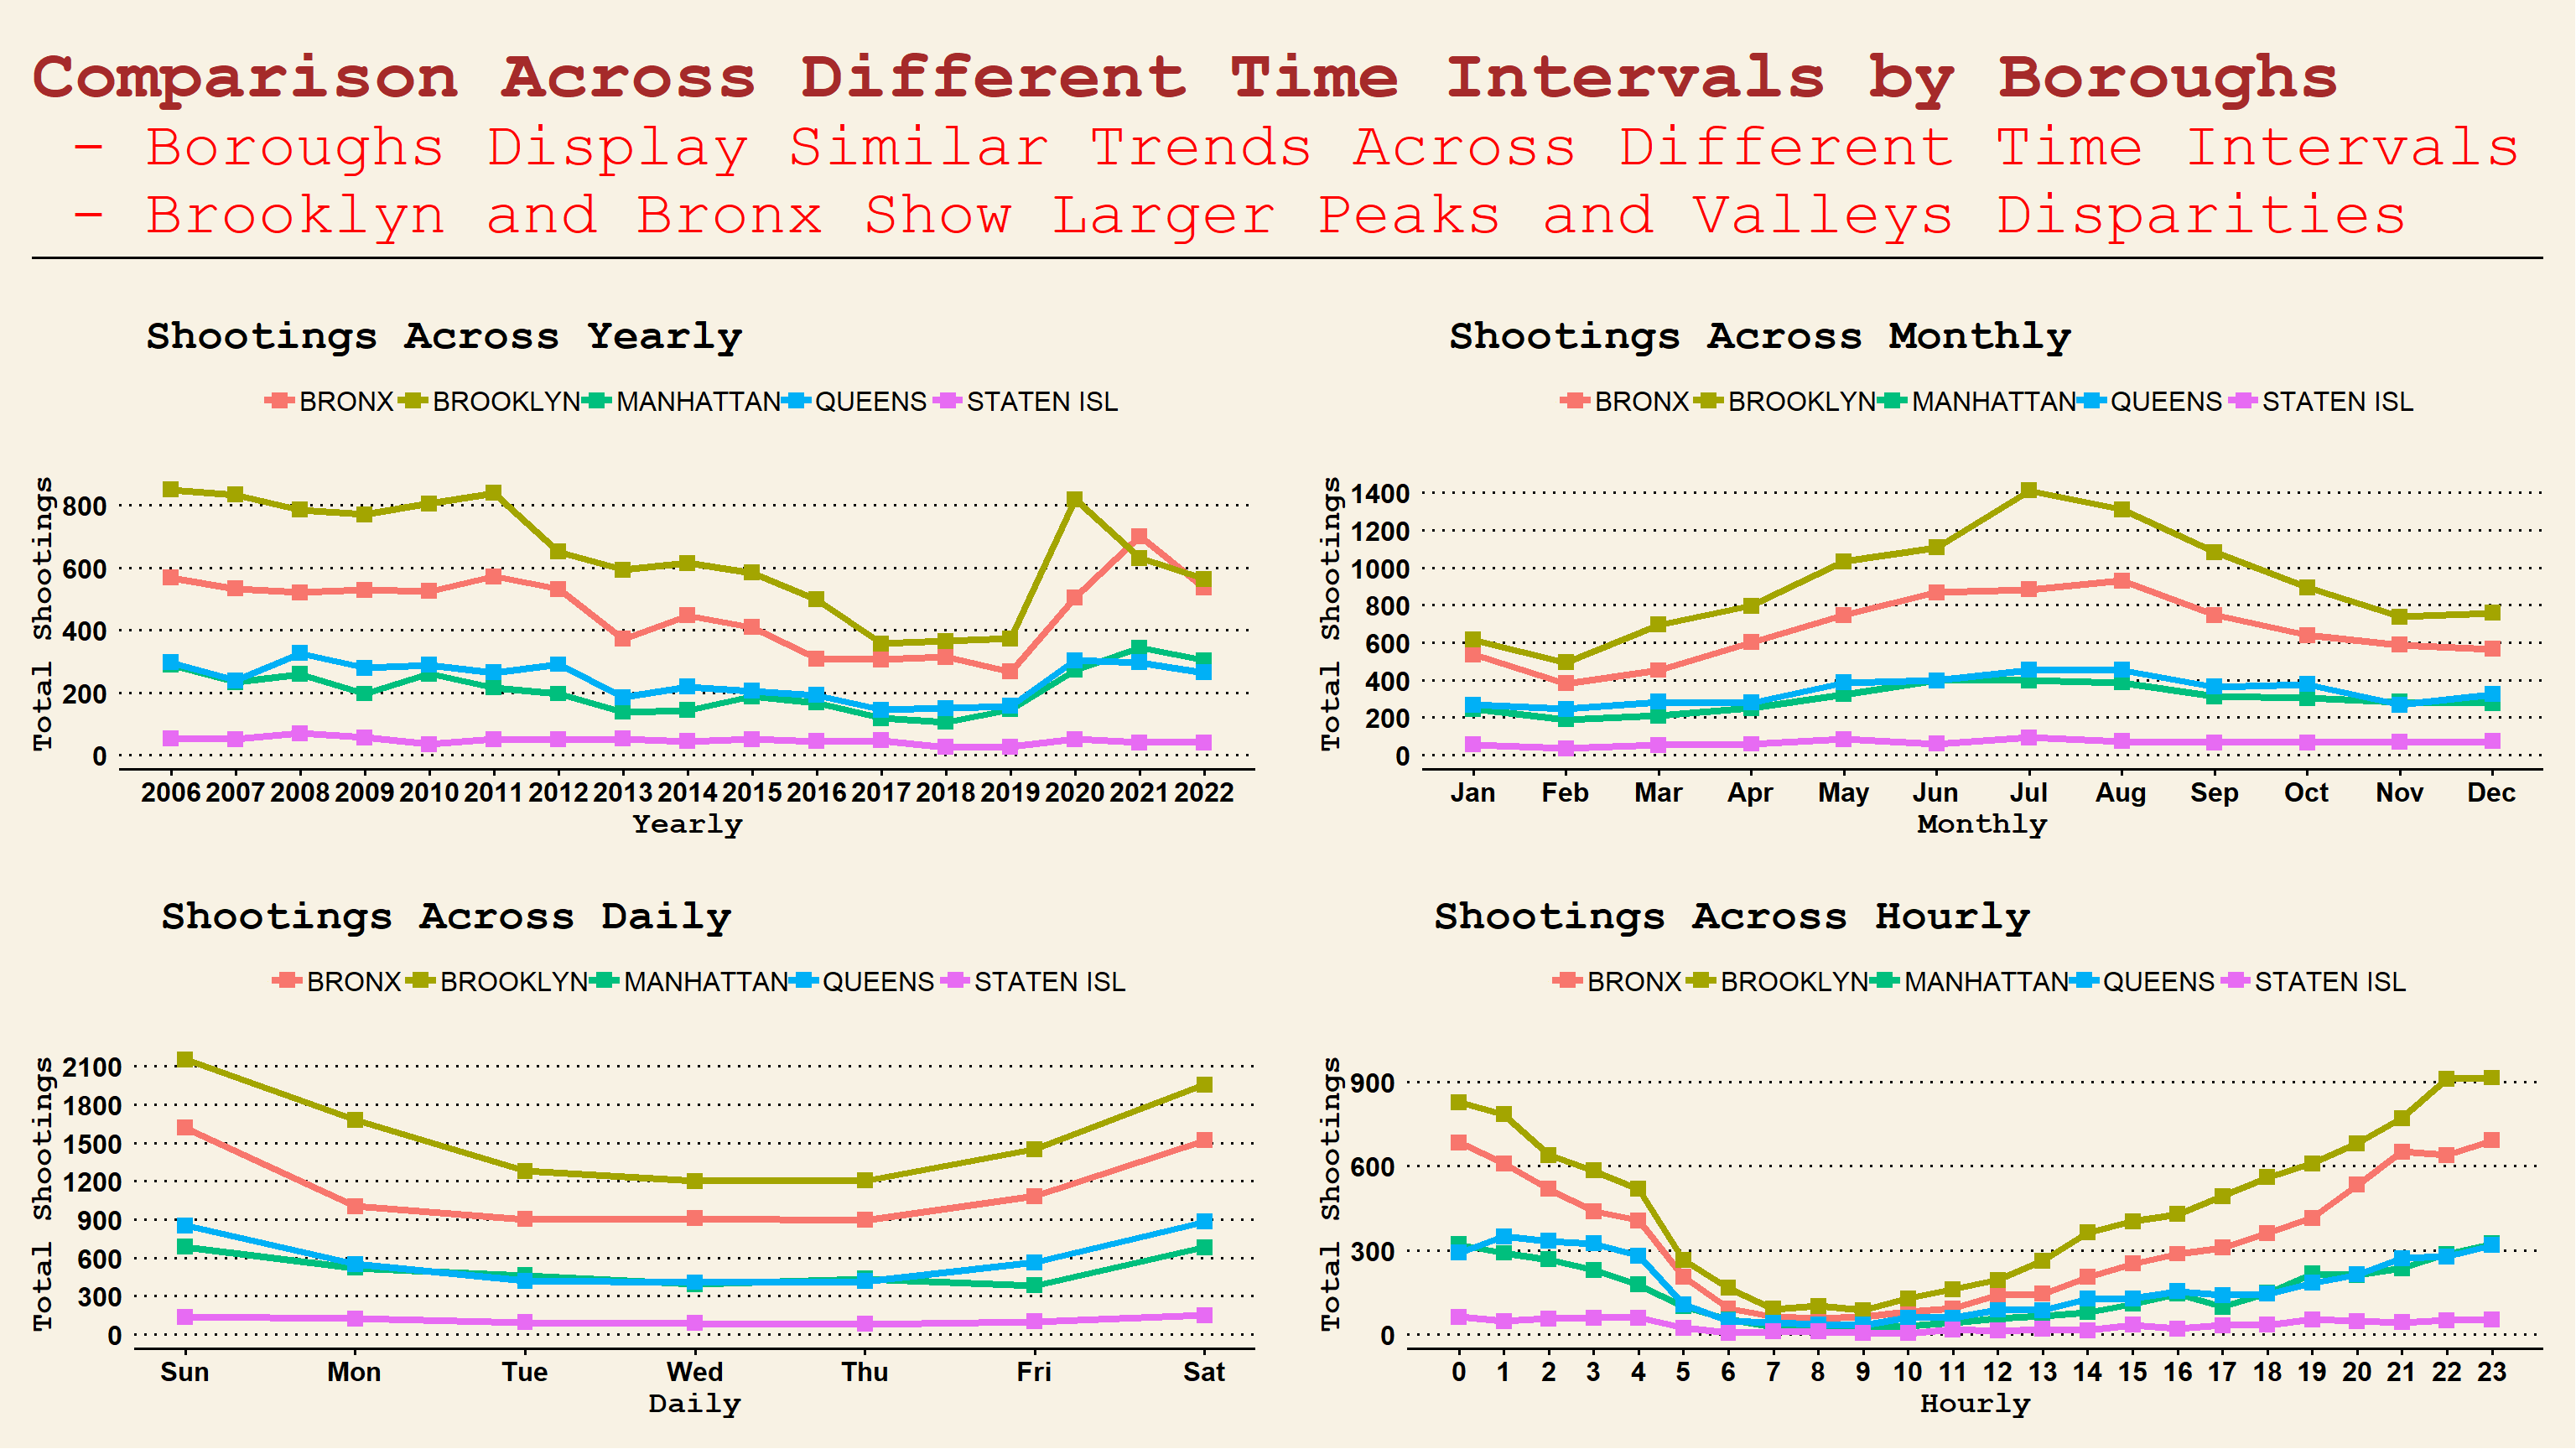 Comparison Across Different Time Intervals by Boroughs
- Boroughs Display Similar Trends Across Different Time Intervals
- Brooklyn and Bronx Show Larger Peaks and Valleys Disparities
Shootings Across Yearly
BRONX BROOKLYN MANHATTAN QUEENS STATEN ISL
Total Shootings
800
600
400
200
0
2006 2007 2008 2009 2010 2011 2012 2013 2014 2015 2016 2017 2018 2019 2020 2021 2022
Yearly
Shootings Across Monthly
BRONX BROOKLYN MANHATTAN QUEENS STATEN ISL
Total Shootings
1400
1200
1000
800
600
400
200
0
Jan Feb Mar Apr May Jun Jul Aug Sep Oct Nov Dec
Monthly
Shootings Across Daily
BRONX BROOKLYN MANHATTAN QUEENS STATEN ISL
Total Shootings
2100
1800
1500
1200
900
600
300
0
Sun Mon Tue Wed Thu Fri Sat
Daily
Shootings Across Hourly
BRONX BROOKLYN MANHATTAN QUEENS STATEN ISL
Total Shootings
900
600
300
0
0 1 2 3 4 5 6 7 8 9 10 11 12 13 14 15 16 17 18 19 20 21 22 23
Hourly